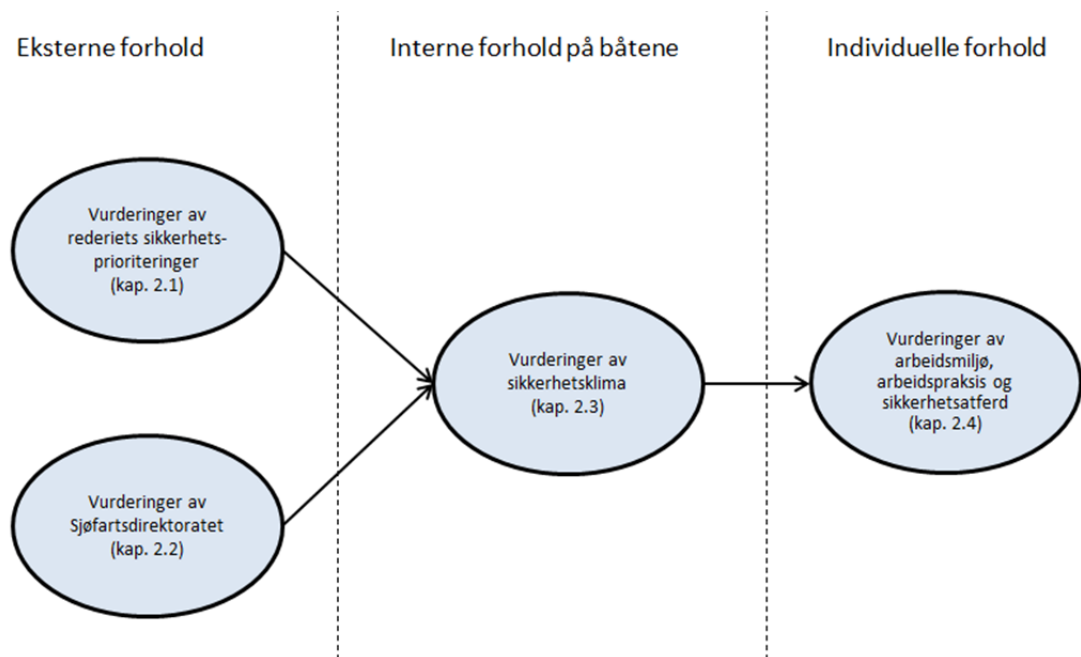 Eksterne forhold
Interne forhold på båtene
Individuelle forhold
Vurderinger av
rederiets sikkerhets-
prioriteringer
(kap. 2.1)
Vurderinger av
Sjøfartsdirektoratet
(kap. 2.2)
Vurderinger av
sikkerhetsklima
(kap. 2.3)
Vurderinger av
arbeidsmiljø,
arbeidspraksis og
sikkerhetsatferd
(kap. 2.4)